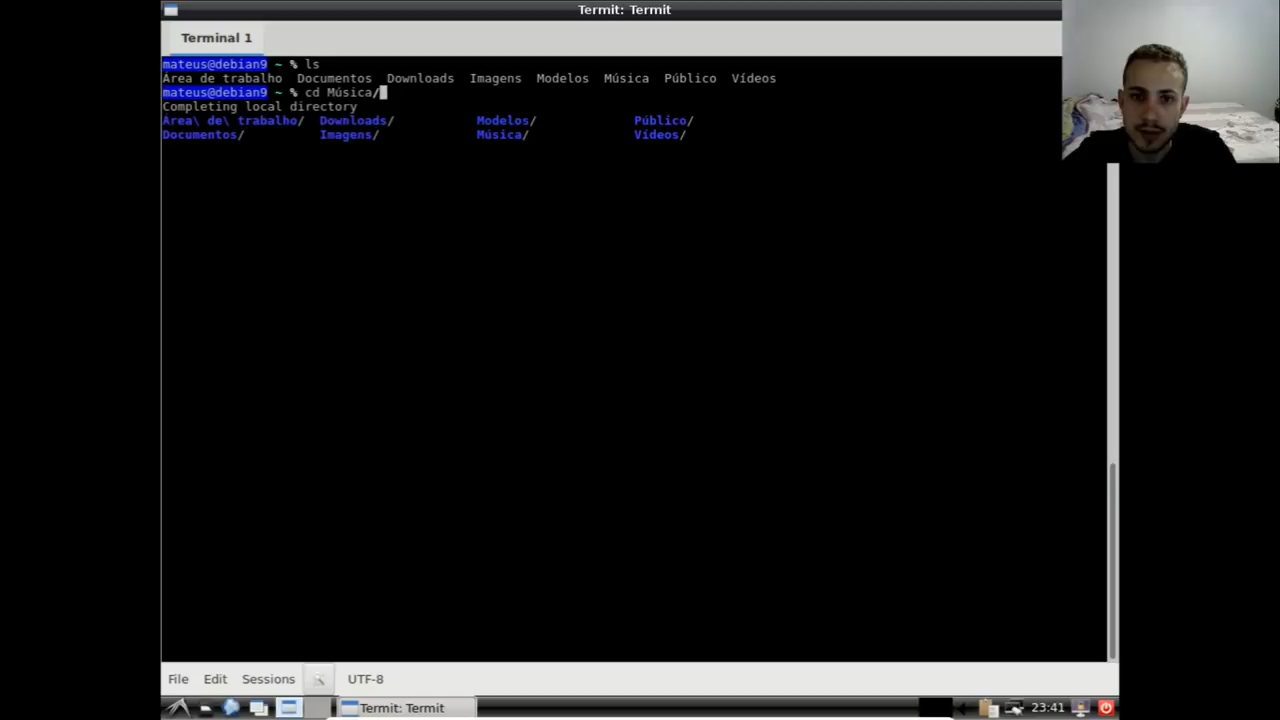 Termit: Termit
Terminal 1
mateus@debian9 ~ % ls
Área de trabalho Documentos Downloads Imagens Modelos Música Público Vídeos
mateus@debian9 ~ % cd Música/
Completing local directory
Área\ de\ trabalho/ Downloads/ Modelos/ Público/
Documentos/ Imagens/ Música/ Vídeos/
File Edit Sessions UTF-8
Termit: Termit 23:41